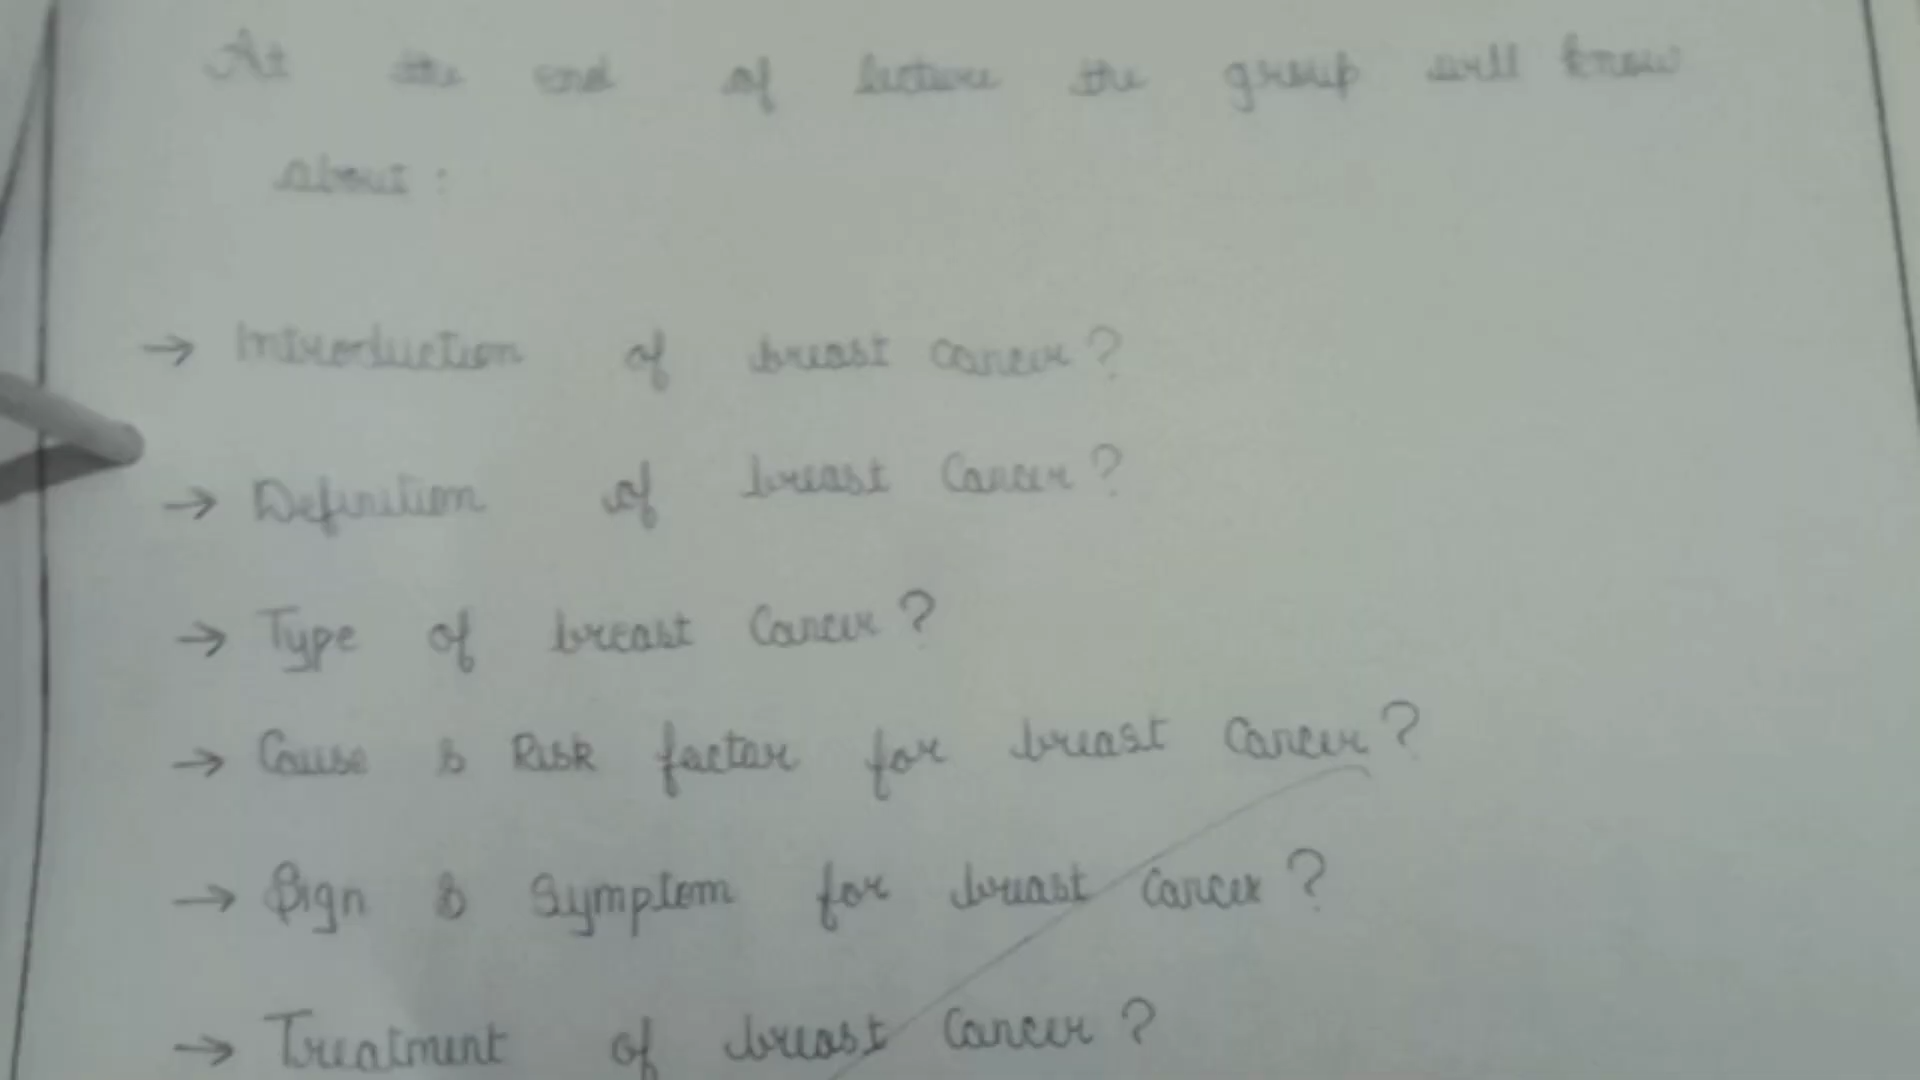 At the end of lecture the group will know
about :
→ Introduction of breast cancer ?
→ Definition of breast Cancer ?
→ Type of breast Cancer ?
→ Cause & Risk factor for breast Cancer ?
→ Sign & Symptom for breast Cancer ?
→ Treatment of breast Cancer ?